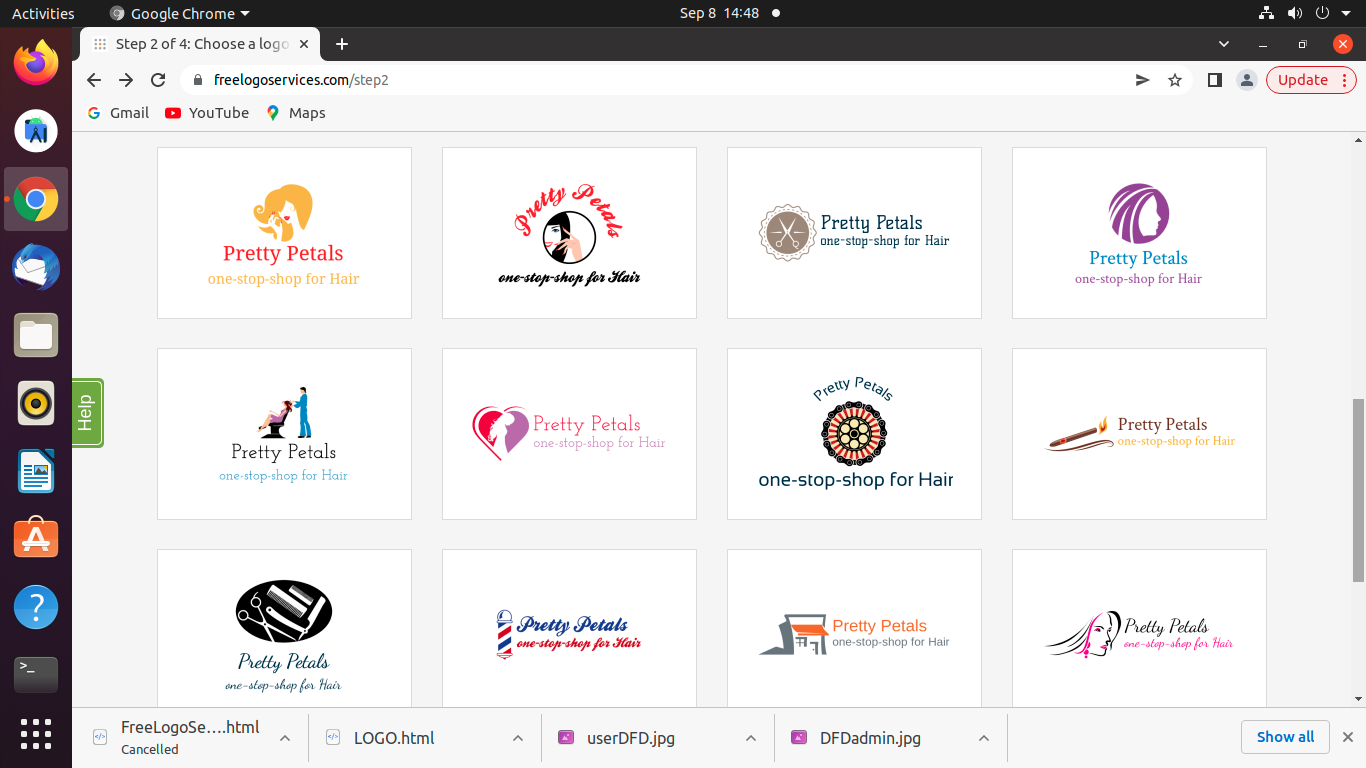 Activities
Google Chrome
Sep 8 14:48
Step 2 of 4: Choose a logo
freelogoservices.com/step2
Update
Gmail
YouTube
Maps
Pretty Petals
one-stop-shop for Hair
Pretty Petals
one-stop-shop for Hair
Pretty Petals
one-stop-shop for Hair
Pretty Petals
one-stop-shop for Hair
Help
Pretty Petals
one-stop-shop for Hair
Pretty Petals
one-stop-shop for Hair
Pretty Petals
one-stop-shop for Hair
Pretty Petals
one-stop-shop for Hair
Pretty Petals
one-stop-shop for Hair
Pretty Petals
one-stop-shop for Hair
Pretty Petals
one-stop-shop for Hair
Pretty Petals
one-stop-shop for Hair
FreeLogoSe....html
Cancelled
LOGO.html
userDFD.jpg
DFDadmin.jpg
Show all